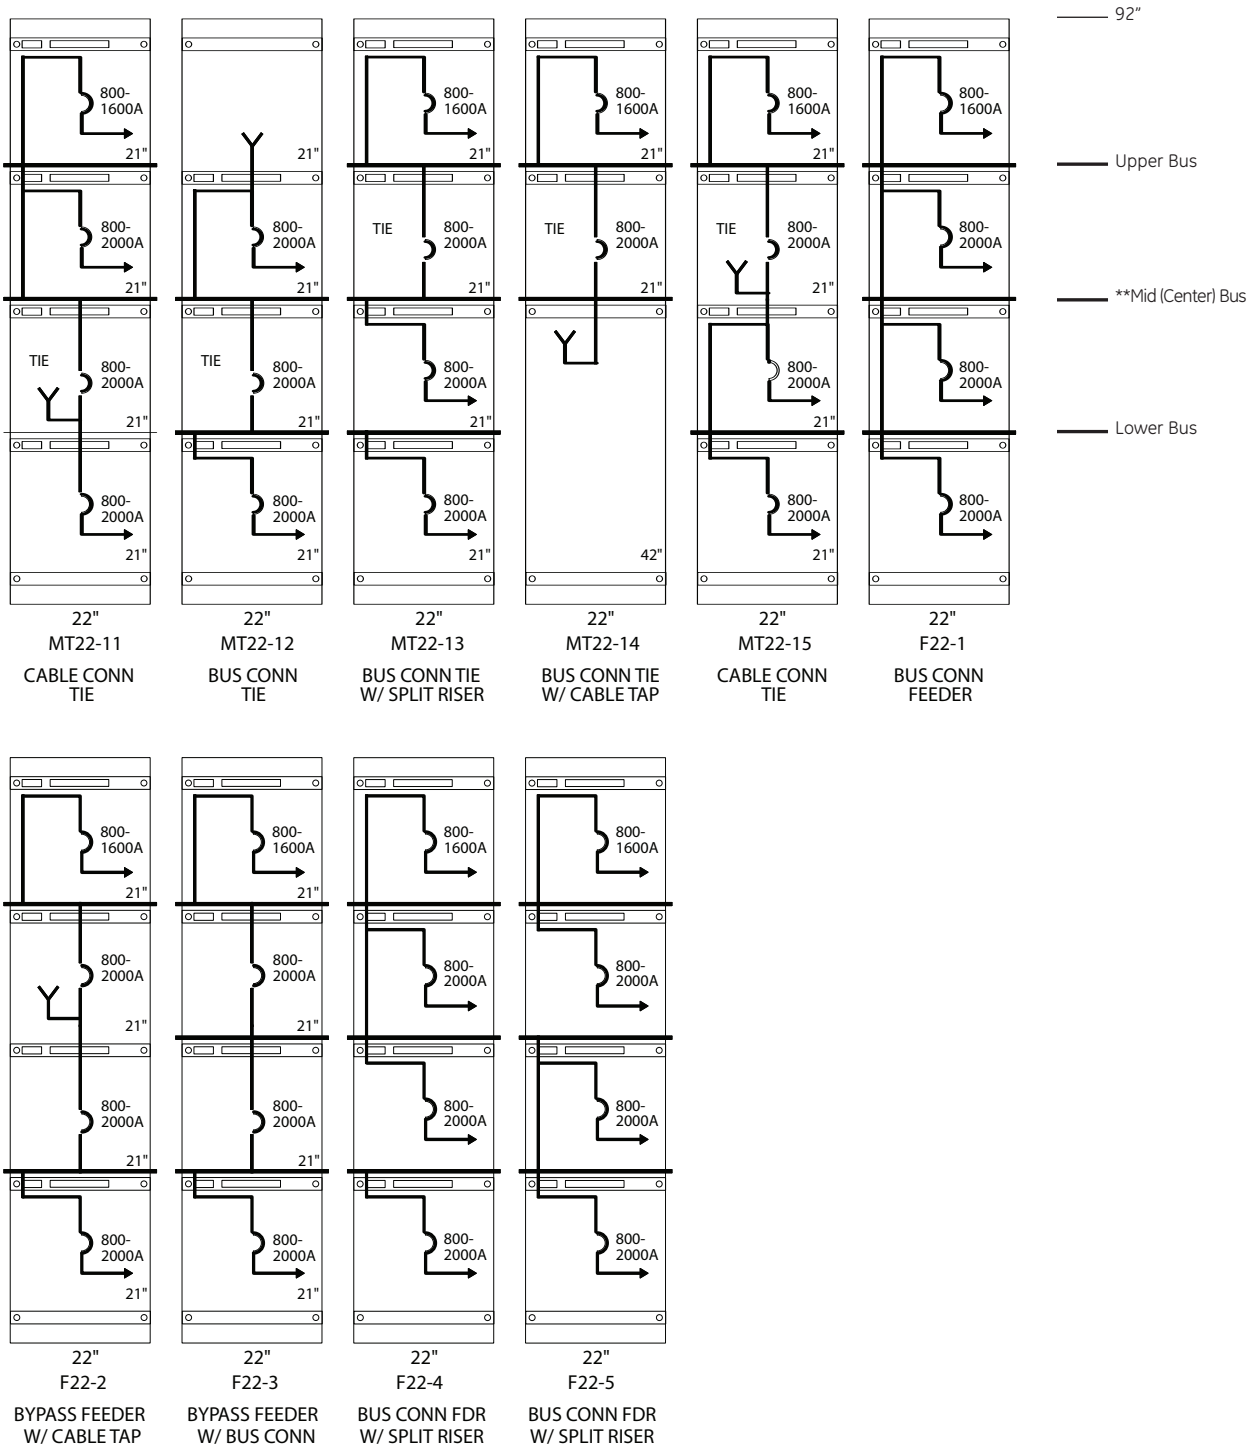 92"
800-
1600A
21"
800-
2000A
21"
TIE
800-
2000A
21"
800-
2000A
21"
22"
MT22-11
CABLE CONN
TIE
21"
800-
2000A
21"
TIE
800-
2000A
21"
800-
2000A
21"
22"
MT22-12
BUS CONN
TIE
800-
1600A
21"
TIE
800-
2000A
21"
800-
2000A
21"
800-
2000A
21"
22"
MT22-13
BUS CONN TIE
W/ SPLIT RISER
800-
1600A
21"
TIE
800-
2000A
21"
42"
22"
MT22-14
BUS CONN TIE
W/ CABLE TAP
800-
1600A
21"
TIE
800-
2000A
21"
800-
2000A
21"
800-
2000A
21"
22"
MT22-15
CABLE CONN
TIE
800-
1600A
800-
2000A
800-
2000A
800-
2000A
22"
F22-1
BUS CONN
FEEDER
Upper Bus
**Mid (Center) Bus
Lower Bus
800-
1600A
21"
800-
2000A
21"
800-
2000A
21"
800-
2000A
21"
22"
F22-2
BYPASS FEEDER
W/ CABLE TAP
800-
1600A
21"
800-
2000A
21"
800-
2000A
21"
800-
2000A
21"
22"
F22-3
BYPASS FEEDER
W/ BUS CONN
800-
1600A
800-
2000A
800-
2000A
800-
2000A
22"
F22-4
BUS CONN FDR
W/ SPLIT RISER
800-
1600A
800-
2000A
800-
2000A
800-
2000A
22"
F22-5
BUS CONN FDR
W/ SPLIT RISER